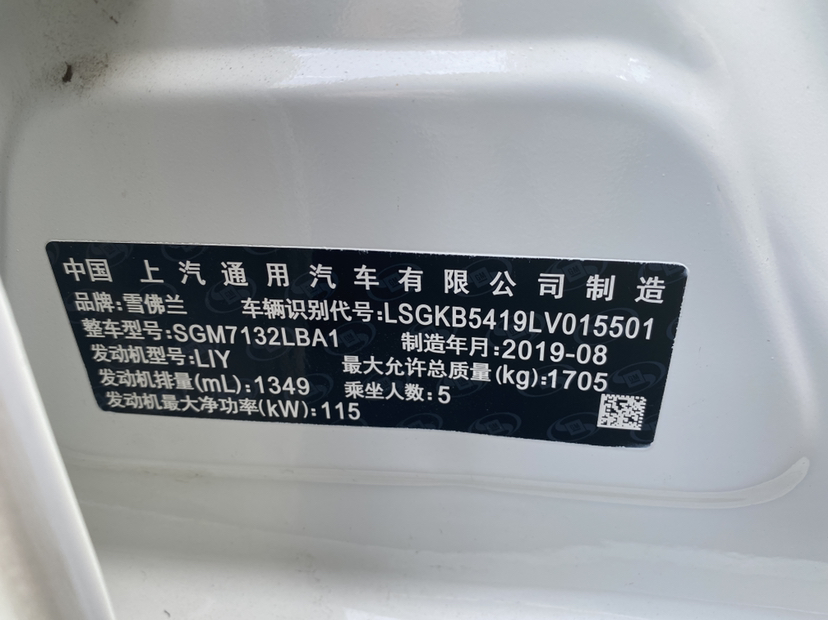 中国 上汽通用汽车有限公司制造
品牌:雪佛兰 车辆识别代号:LSGKB5419LV015501
整车型号:SGM7132LBA1 制造年月:2019-08
发动机型号:LIY 最大允许总质量(kg):1705
发动机排量(mL):1349 乘坐人数:5
发动机最大净功率(kW):115